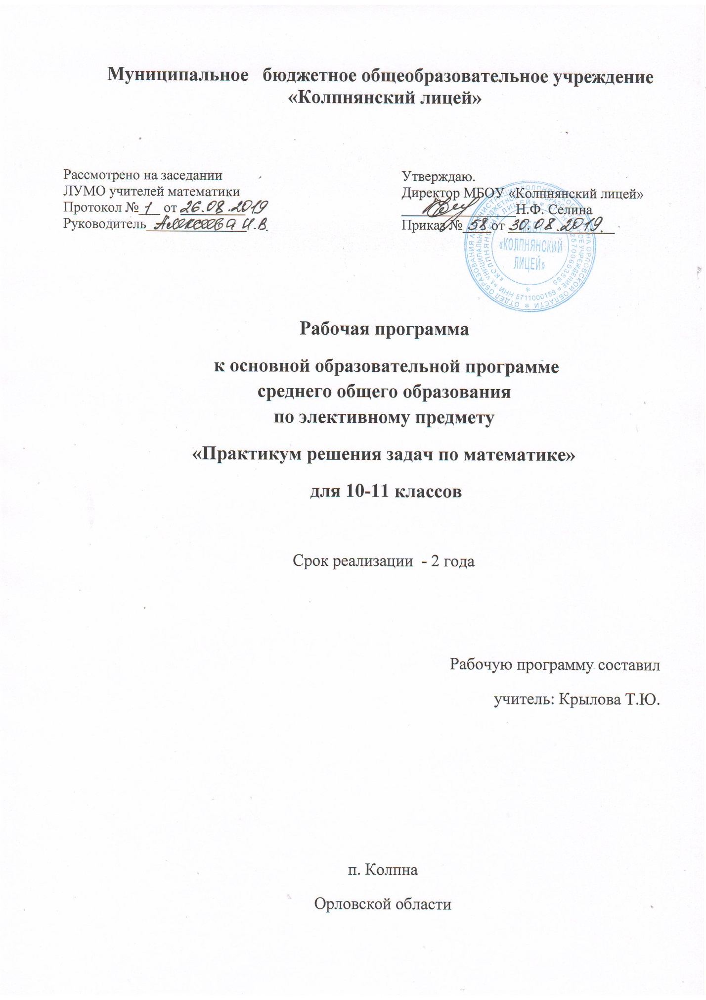 Муниципальное бюджетное общеобразовательное учреждение
«Колпнянский лицей»
Рассмотрено на заседании
ЛУМО учителей математики
Протокол № 1 от 26.08.2019
Руководитель Алексеева И.В.
Утверждаю.
Директор МБОУ «Колпнянский лицей»
Н.Ф. Селина
Приказ № 58 от 30.08.2019.
МБОУ
«КОЛПНЯНСКИЙ
ЛИЦЕЙ»
ИНН 5711000159
Рабочая программа
к основной образовательной программе
среднего общего образования
по элективному предмету
«Практикум решения задач по математике»
для 10-11 классов
Срок реализации - 2 года
Рабочую программу составил
учитель: Крылова Т.Ю.
п. Колпна
Орловской области